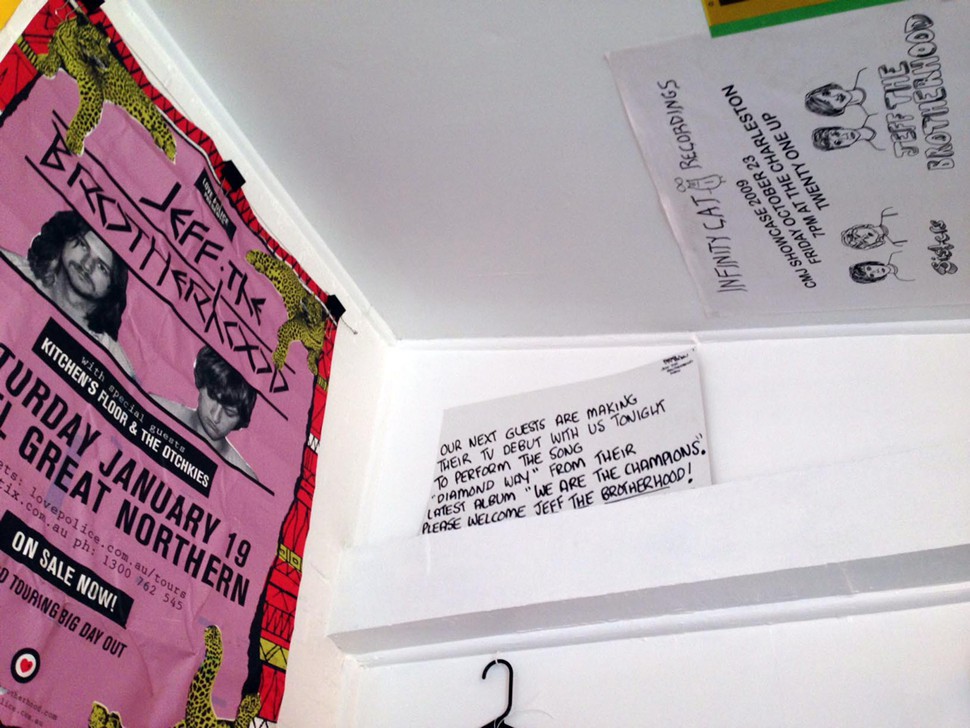 JEFF THE
BROTHERHOOD
with special guests
KITCHEN'S FLOOR & THE OTCHKIES
TURDAY JANUARY 19
GREAT NORTHERN
lovepolice.com.au/tours
tix.com.au ph: 1300 762 545
ON SALE NOW!
TOURING BIG DAY OUT
OUR NEXT GUESTS ARE MAKING
THEIR TV DEBUT WITH US TONIGHT
TO PERFORM THE SONG
"DIAMOND WAY" FROM THEIR
LATEST ALBUM "WE ARE THE CHAMPIONS."
PLEASE WELCOME JEFF THE BROTHERHOOD!
INFINITY CAT RECORDINGS
CMJ SHOWCASE 2009
FRIDAY OCTOBER 23
7PM AT THE CHARLESTON
TWENTY ONE UP
JEFF THE
BROTHERHOOD